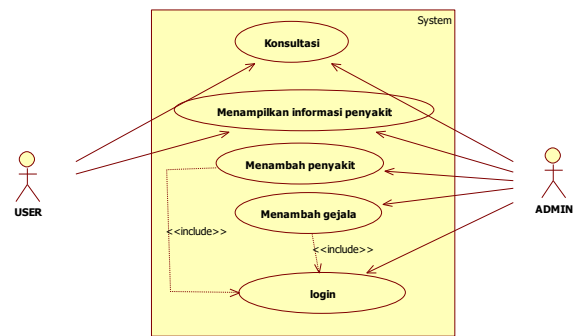 System
Konsultasi
Menampilkan informasi penyakit
Menambah penyakit
USER
ADMIN
Menambah gejala
<<include>>
<<include>>
login